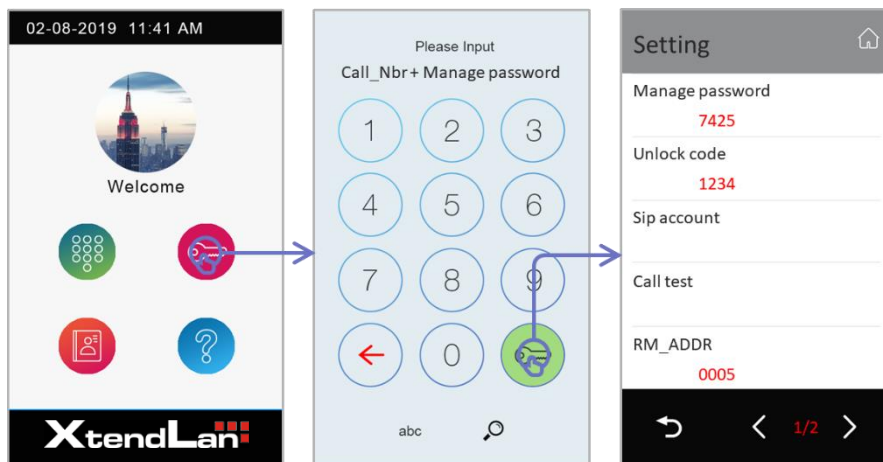 02-08-2019 11:41 AM
Welcome
XtendLan
Please Input
Call_Nbr+ Manage password
1 2 3
4 5 6
7 8 9
0
abc
Setting
Manage password
7425
Unlock code
1234
Sip account
Call test
RM_ADDR
0005
1/2